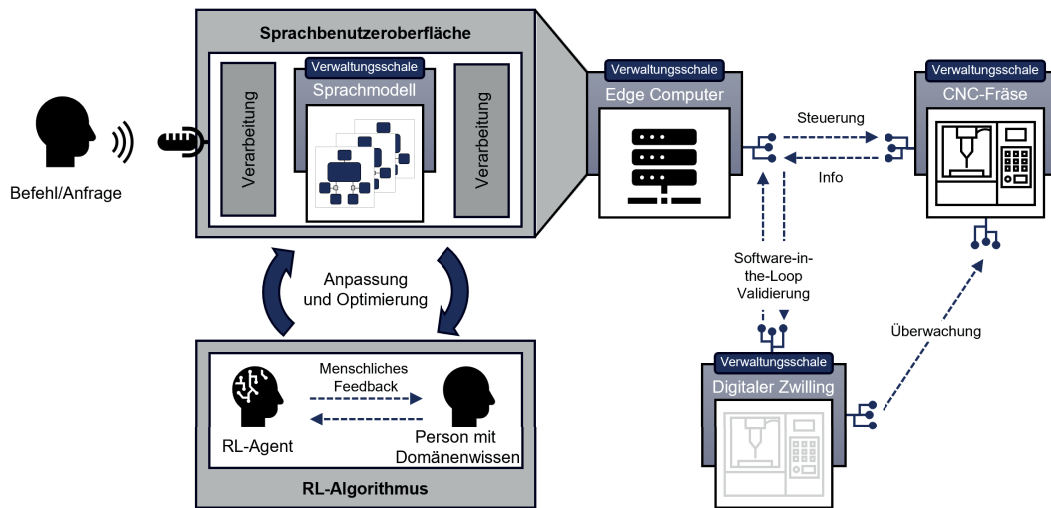 Sprachbenutzeroberfläche
Verwaltungsschale
Sprachmodell
Verarbeitung
Verarbeitung
Befehl/Anfrage
Verwaltungsschale
Edge Computer
Steuerung
Info
Verwaltungsschale
CNC-Fräse
Anpassung
und Optimierung
Software-in-
the-Loop
Validierung
Überwachung
Menschliches
Feedback
RL-Agent
Person mit
Domänenwissen
RL-Algorithmus
Verwaltungsschale
Digitaler Zwilling